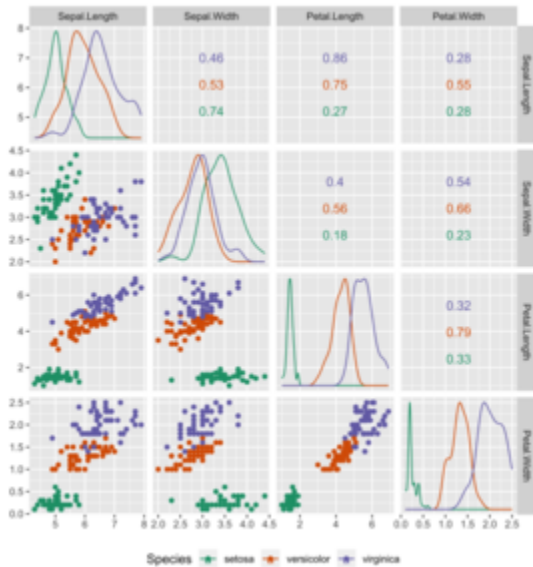 Sepal.Length Sepal.Width Petal.Length Petal.Width
8
7
6
5
0.46 0.86 0.28
0.53 0.75 0.55
0.74 0.27 0.28
Sepal.Length
4.5
4.0
3.5
3.0
2.5
2.0
0.4 0.54
0.56 0.66
0.18 0.23
Sepal.Width
6
4
2
0.32
0.79
0.33
Petal.Length
2.5
2.0
1.5
1.0
0.5
0.0
Petal.Width
5 6 7 8 2.0 2.5 3.0 3.5 4.0 4.5 2 4 6 0.0 0.5 1.0 1.5 2.0 2.5
Species setosa versicolor virginica